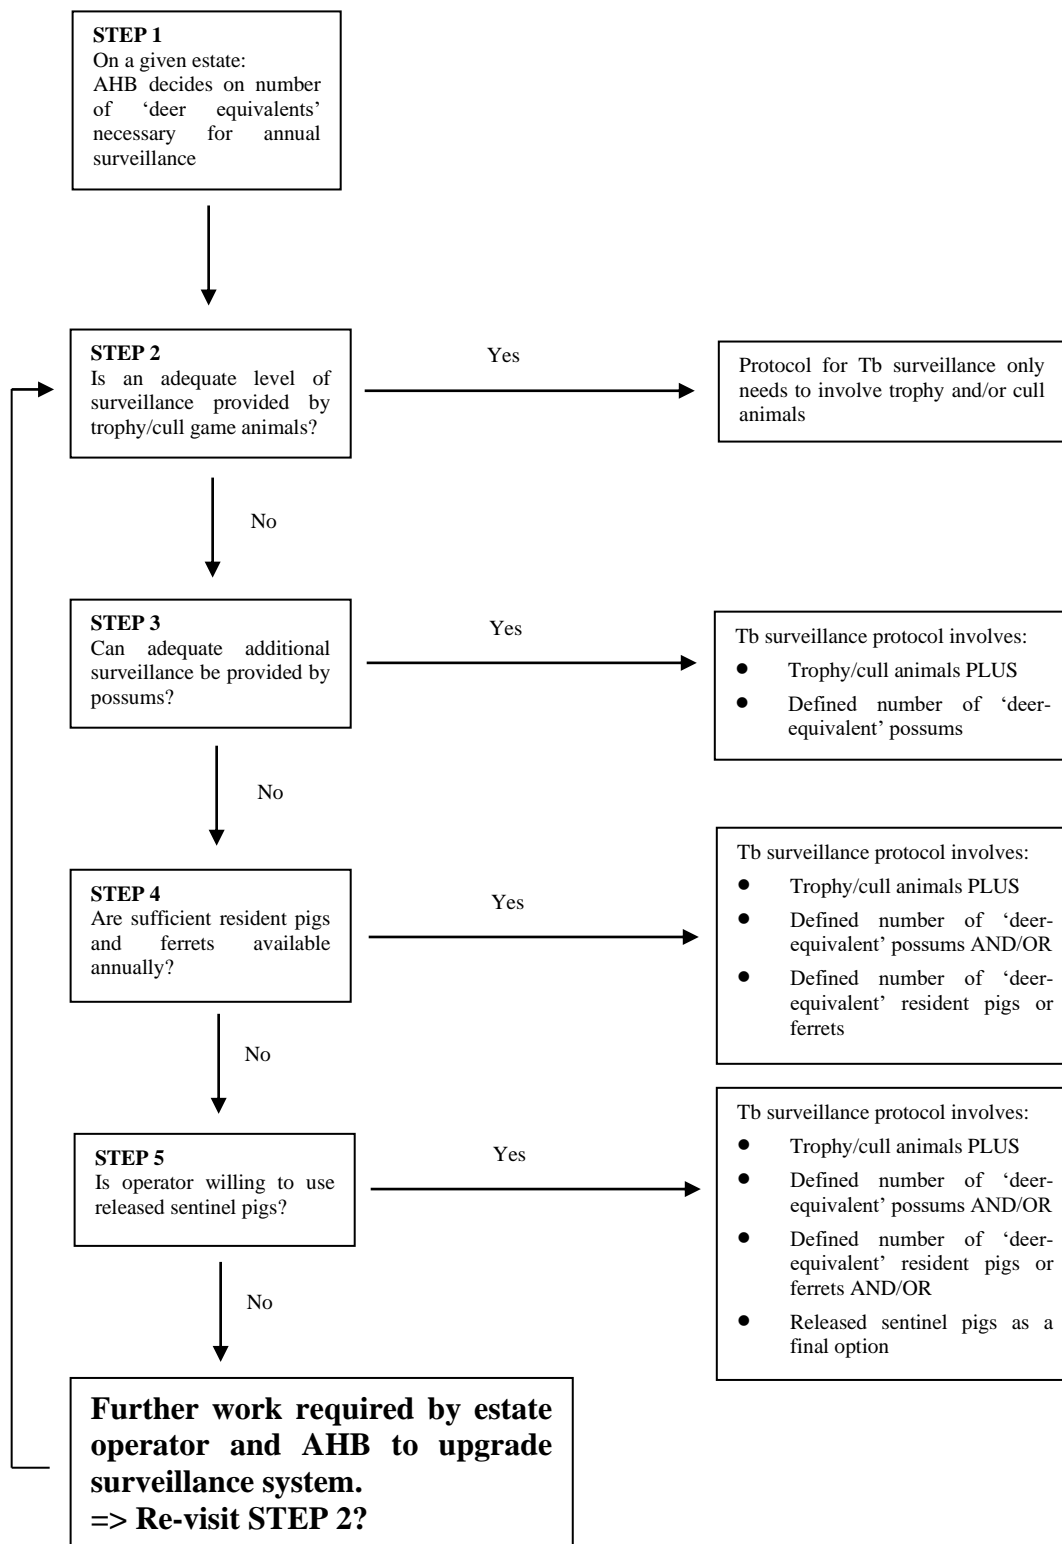 STEP 1
On a given estate:
AHB decides on number
of ‘deer equivalents’
necessary for annual
surveillance
STEP 2
Is an adequate level of
surveillance provided by
trophy/cull game animals?
Yes
Protocol for Tb surveillance only
needs to involve trophy and/or cull
animals
No
STEP 3
Can adequate additional
surveillance be provided by
possums?
Yes
Tb surveillance protocol involves:
● Trophy/cull animals PLUS
● Defined number of ‘deer-
equivalent’ possums
No
STEP 4
Are sufficient resident pigs
and ferrets available
annually?
Yes
Tb surveillance protocol involves:
● Trophy/cull animals PLUS
● Defined number of ‘deer-
equivalent’ possums AND/OR
● Defined number of ‘deer-
equivalent’ resident pigs or
ferrets
No
STEP 5
Is operator willing to use
released sentinel pigs?
Yes
Tb surveillance protocol involves:
● Trophy/cull animals PLUS
● Defined number of ‘deer-
equivalent’ possums AND/OR
● Defined number of ‘deer-
equivalent’ resident pigs or
ferrets AND/OR
● Released sentinel pigs as a
final option
No
Further work required by estate
operator and AHB to upgrade
surveillance system.
=> Re-visit STEP 2?